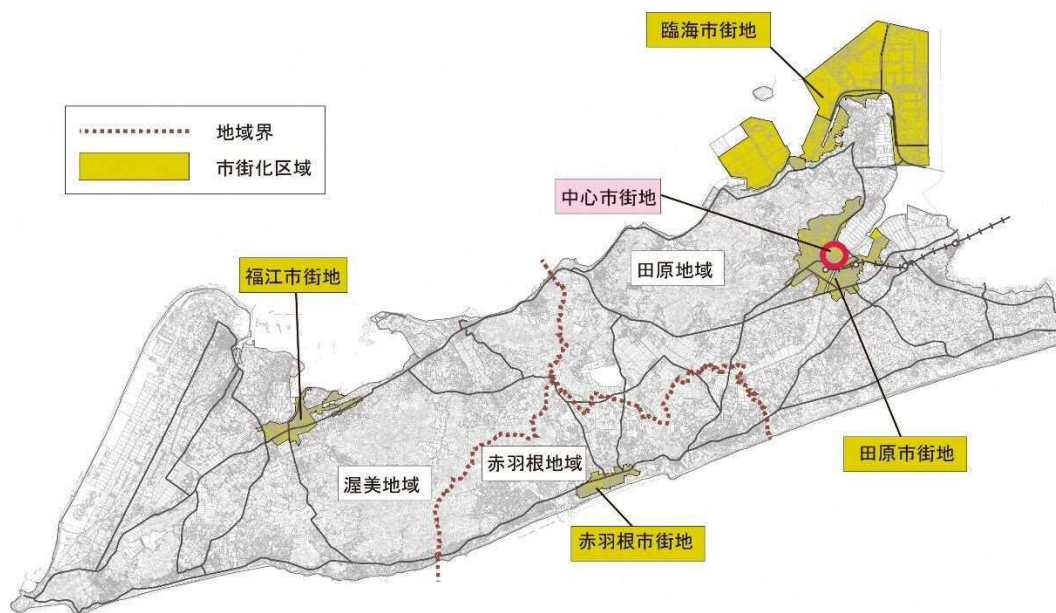 臨海市街地
地域界
市街化区域
中心市街地
田原地域
福江市街地
赤羽根地域
田原市街地
渥美地域
赤羽根市街地